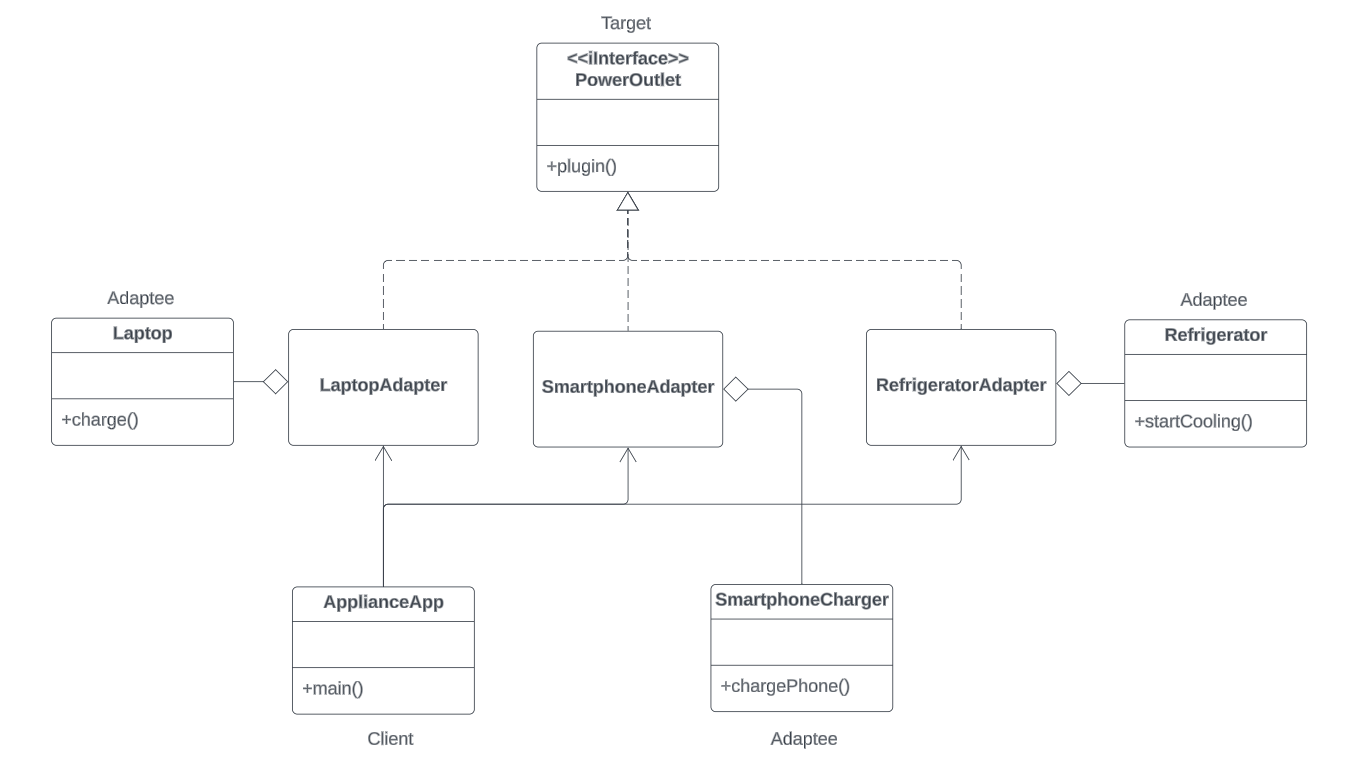 Target
<<iInterface>>
PowerOutlet
+plugin()
Adaptee
Laptop
+charge()
LaptopAdapter
SmartphoneAdapter
RefrigeratorAdapter
Adaptee
Refrigerator
+startCooling()
ApplianceApp
+main()
Client
SmartphoneCharger
+chargePhone()
Adaptee